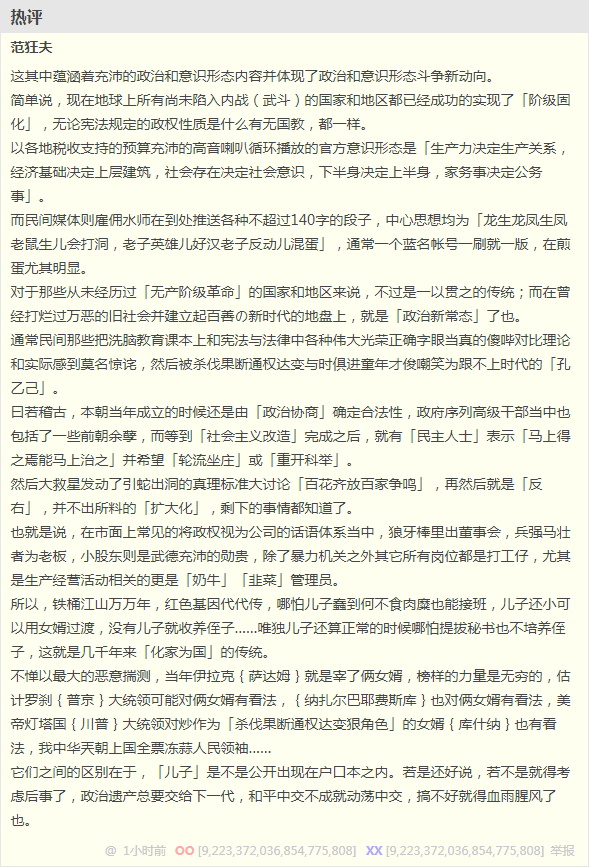 热评
范狂夫
这其中蕴涵着充沛的政治和意识形态内容并体现了政治和意识形态斗争新动向。
简单说，现在地球上所有尚未陷入内战（武斗）的国家和地区都已经成功的实现了「阶级固
化」，无论宪法规定的政权性质是什么有无国教，都一样。
以各地税收支持的预算充沛的高音喇叭循环播放的官方意识形态是「生产力决定生产关系，
经济基础决定上层建筑，社会存在决定社会意识，下半身决定上半身，家务事决定公务
事」。
而民间媒体则雇佣水师在到处推送各种不超过140字的段子，中心思想均为「龙生龙凤生凤
老鼠生儿会打洞，老子英雄儿好汉老子反动儿混蛋」，通常一个蓝名帐号一刷就一版，在煎
蛋尤其明显。
对于那些从未经历过「无产阶级革命」的国家和地区来说，不过是一以贯之的传统；而在曾
经打烂过万恶的旧社会并建立起百善の新时代的地盘上，就是「政治新常态」了也。
通常民间那些把洗脑教育课本上和宪法与法律中各种伟大光荣正确字眼当真的傻哔对比理论
和实际感到莫名惊诧，然后被杀伐果断通权达变与时俱进童年才俊嘲笑为跟不上时代的「孔
乙己」。
曰若稽古，本朝当年成立的时候还是由「政治协商」确定合法性，政府序列高级干部当中也
包括了一些前朝余孽，而等到「社会主义改造」完成之后，就有「民主人士」表示「马上得
之焉能马上治之」并希望「轮流坐庄」或「重开科举」。
然后大救星发动了引蛇出洞的真理标准大讨论「百花齐放百家争鸣」，再然后就是「反
右」，并不出所料的「扩大化」，剩下的事情都知道了。
也就是说，在市面上常见的将政权视为公司的话语体系当中，狼牙棒里出董事会，兵强马壮
者为老板，小股东则是武德充沛の勋贵，除了暴力机关之外其它所有岗位都是打工仔，尤其
是生产经营活动相关的更是「奶牛」「韭菜」管理员。
所以，铁桶江山万万年，红色基因代代传，哪怕儿子蠢到何不食肉糜也能接班，儿子还小可
以用女婿过渡，没有儿子就收养侄子......唯独儿子还算正常的时候哪怕提拔秘书也不培养侄
子，这就是几千年来「化家为国」的传统。
不惮以最大的恶意揣测，当年伊拉克｛萨达姆｝就是宰了俩女婿，榜样的力量是无穷的，估
计罗刹｛普京｝大统领可能对俩女婿有看法，｛纳扎尔巴耶费斯库｝也对俩女婿有看法，美
帝灯塔国｛川普｝大统领对炒作为「杀伐果断通权达变狠角色」的女婿｛库什纳｝也有看
法，我中华天朝上国全票冻蒜人民领袖......
它们之间的区别在于，「儿子」是不是公开出现在户口本之内。若是还好说，若不是就得考
虑后事了，政治遗产总要交给下一代，和平中交不成就动荡中交，搞不好就得血雨腥风了
也。
@ 1小时前 OO [9,223,372,036,854,775,808] XX [9,223,372,036,854,775,808] 举报